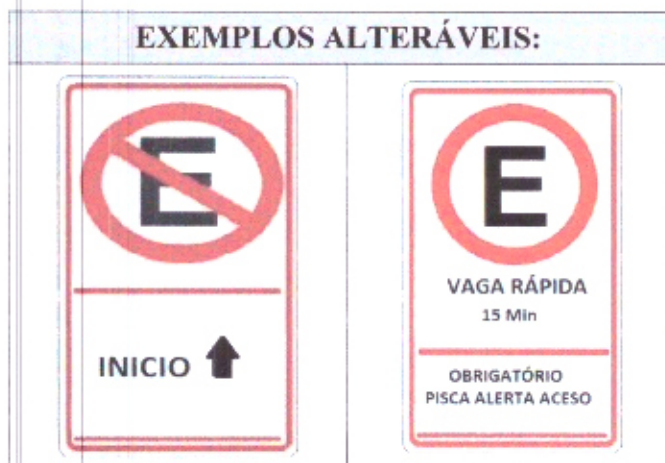 EXEMPLOS ALTERÁVEIS:
E
INICIO
E
VAGA RÁPIDA
15 Min
OBRIGATÓRIO
PISCA ALERTA ACESO